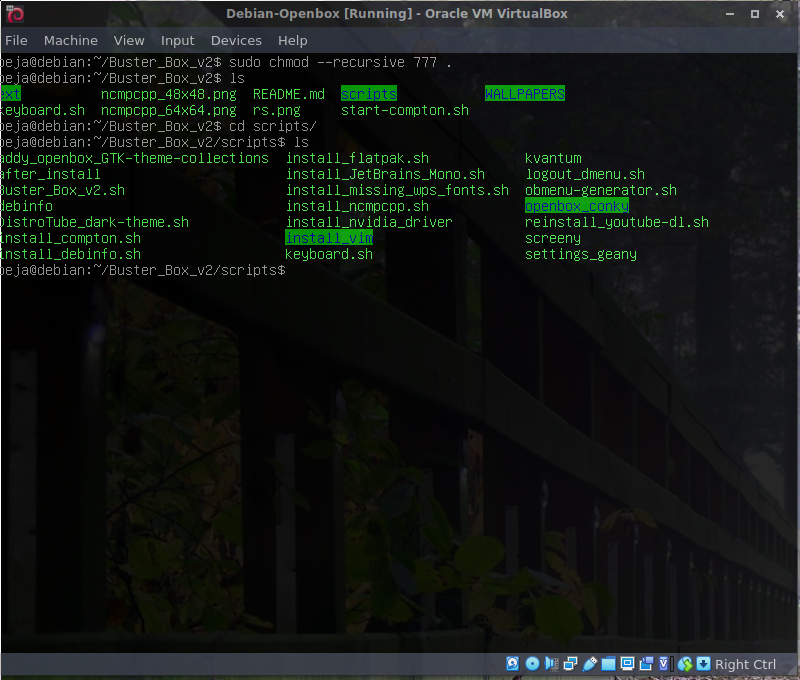 Debian-Openbox [Running] - Oracle VM VirtualBox
File Machine View Input Devices Help
peja@debian:~/Buster_Box_v2$ sudo chmod --recursive 777 .
peja@debian:~/Buster_Box_v2$ ls
ext ncmpcpp_48x48.png README.md scripts WALLPAPERS
keyboard.sh ncmpcpp_64x64.png rs.png start-compton.sh
peja@debian:~/Buster_Box_v2$ cd scripts/
peja@debian:~/Buster_Box_v2/scripts$ ls
addy_openbox_GTK-theme-collections install_flatpak.sh kvantum
after_install install_JetBrains_Mono.sh logout_dmenu.sh
Buster_Box_v2.sh install_missing_wps_fonts.sh obmenu-generator.sh
debinfo install_ncmpcpp.sh openbox_conky
DistroTube_dark-theme.sh install_nvidia_driver reinstall_youtube-dl.sh
install_compton.sh install_vim screeny
install_debinfo.sh keyboard.sh settings_geany
peja@debian:~/Buster_Box_v2/scripts$
Right Ctrl